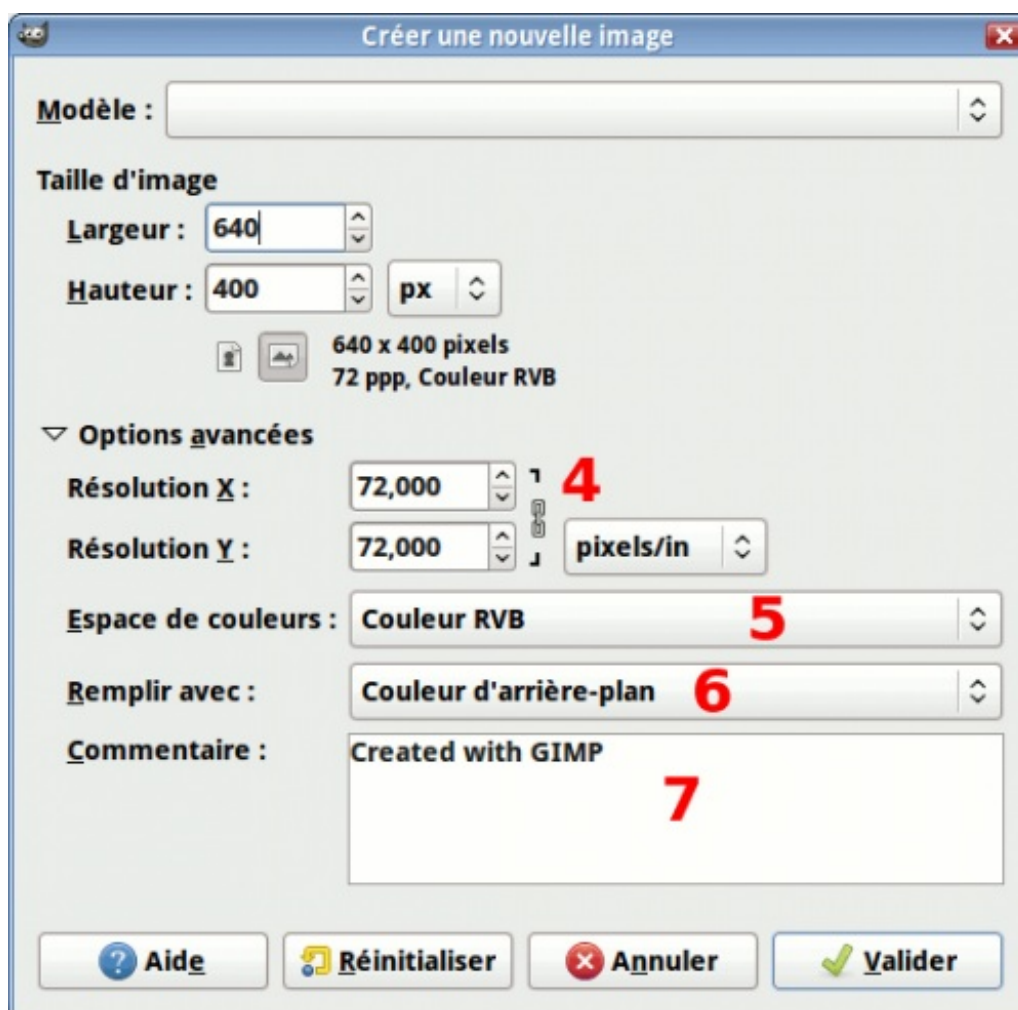 Créer une nouvelle image
Modèle :
Taille d'image
Largeur : 640
Hauteur : 400 px
640 x 400 pixels
72 ppp, Couleur RVB
Options avancées
Résolution X : 72,000 4
Résolution Y : 72,000 pixels/in
Espace de couleurs : Couleur RVB 5
Remplir avec : Couleur d'arrière-plan 6
Commentaire : Created with GIMP
7
Aide Réinitialiser Annuler Valider